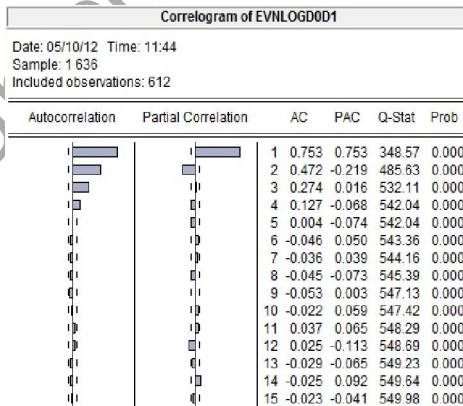 Correlogram of EVNLOGD0D1
Date: 05/10/12 Time: 11:44
Sample: 1 636
Included observations: 612
Autocorrelation Partial Correlation AC PAC Q-Stat Prob
1 0.753 0.753 348.57 0.000
2 0.472 -0.219 485.63 0.000
3 0.274 0.016 532.11 0.000
4 0.127 -0.068 542.04 0.000
5 0.004 -0.074 542.04 0.000
6 -0.046 0.050 543.36 0.000
7 -0.036 0.039 544.16 0.000
8 -0.045 -0.073 545.39 0.000
9 -0.053 0.003 547.13 0.000
10 -0.022 0.059 547.42 0.000
11 0.037 0.065 548.29 0.000
12 0.025 -0.113 548.69 0.000
13 -0.029 -0.065 549.23 0.000
14 -0.025 0.092 549.64 0.000
15 -0.023 -0.041 549.98 0.000